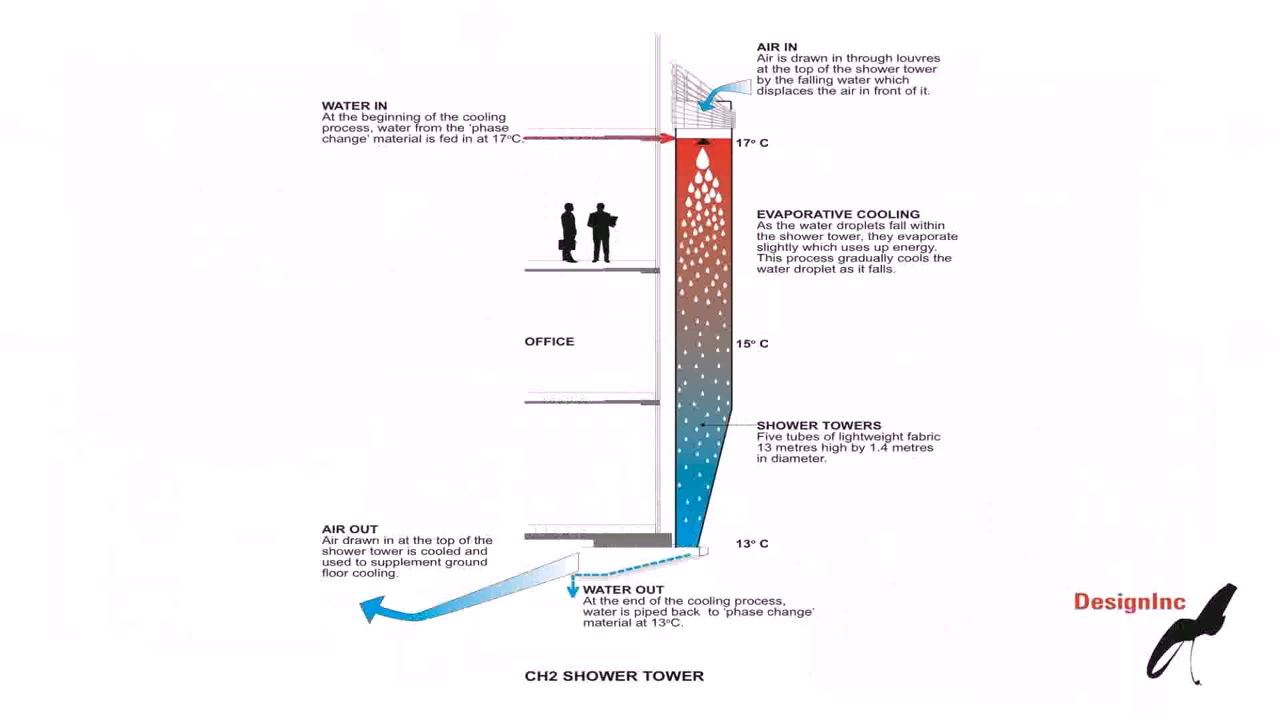 AIR IN
Air is drawn in through louvres
at the top of the shower tower
by the falling water which
displaces the air in front of it.
WATER IN
At the beginning of the cooling
process, water from the 'phase
change' material is fed in at 17°C.
17° C
EVAPORATIVE COOLING
As the water droplets fall within
the shower tower, they evaporate
slightly which uses up energy.
This process gradually cools the
water droplet as it falls.
OFFICE
15° C
SHOWER TOWERS
Five tubes of lightweight fabric
13 metres high by 1.4 metres
in diameter.
AIR OUT
Air drawn in at the top of the
shower tower is cooled and
used to supplement ground
floor cooling.
13° C
WATER OUT
At the end of the cooling process,
water is piped back to 'phase change'
material at 13°C.
DesignInc
CH2 SHOWER TOWER